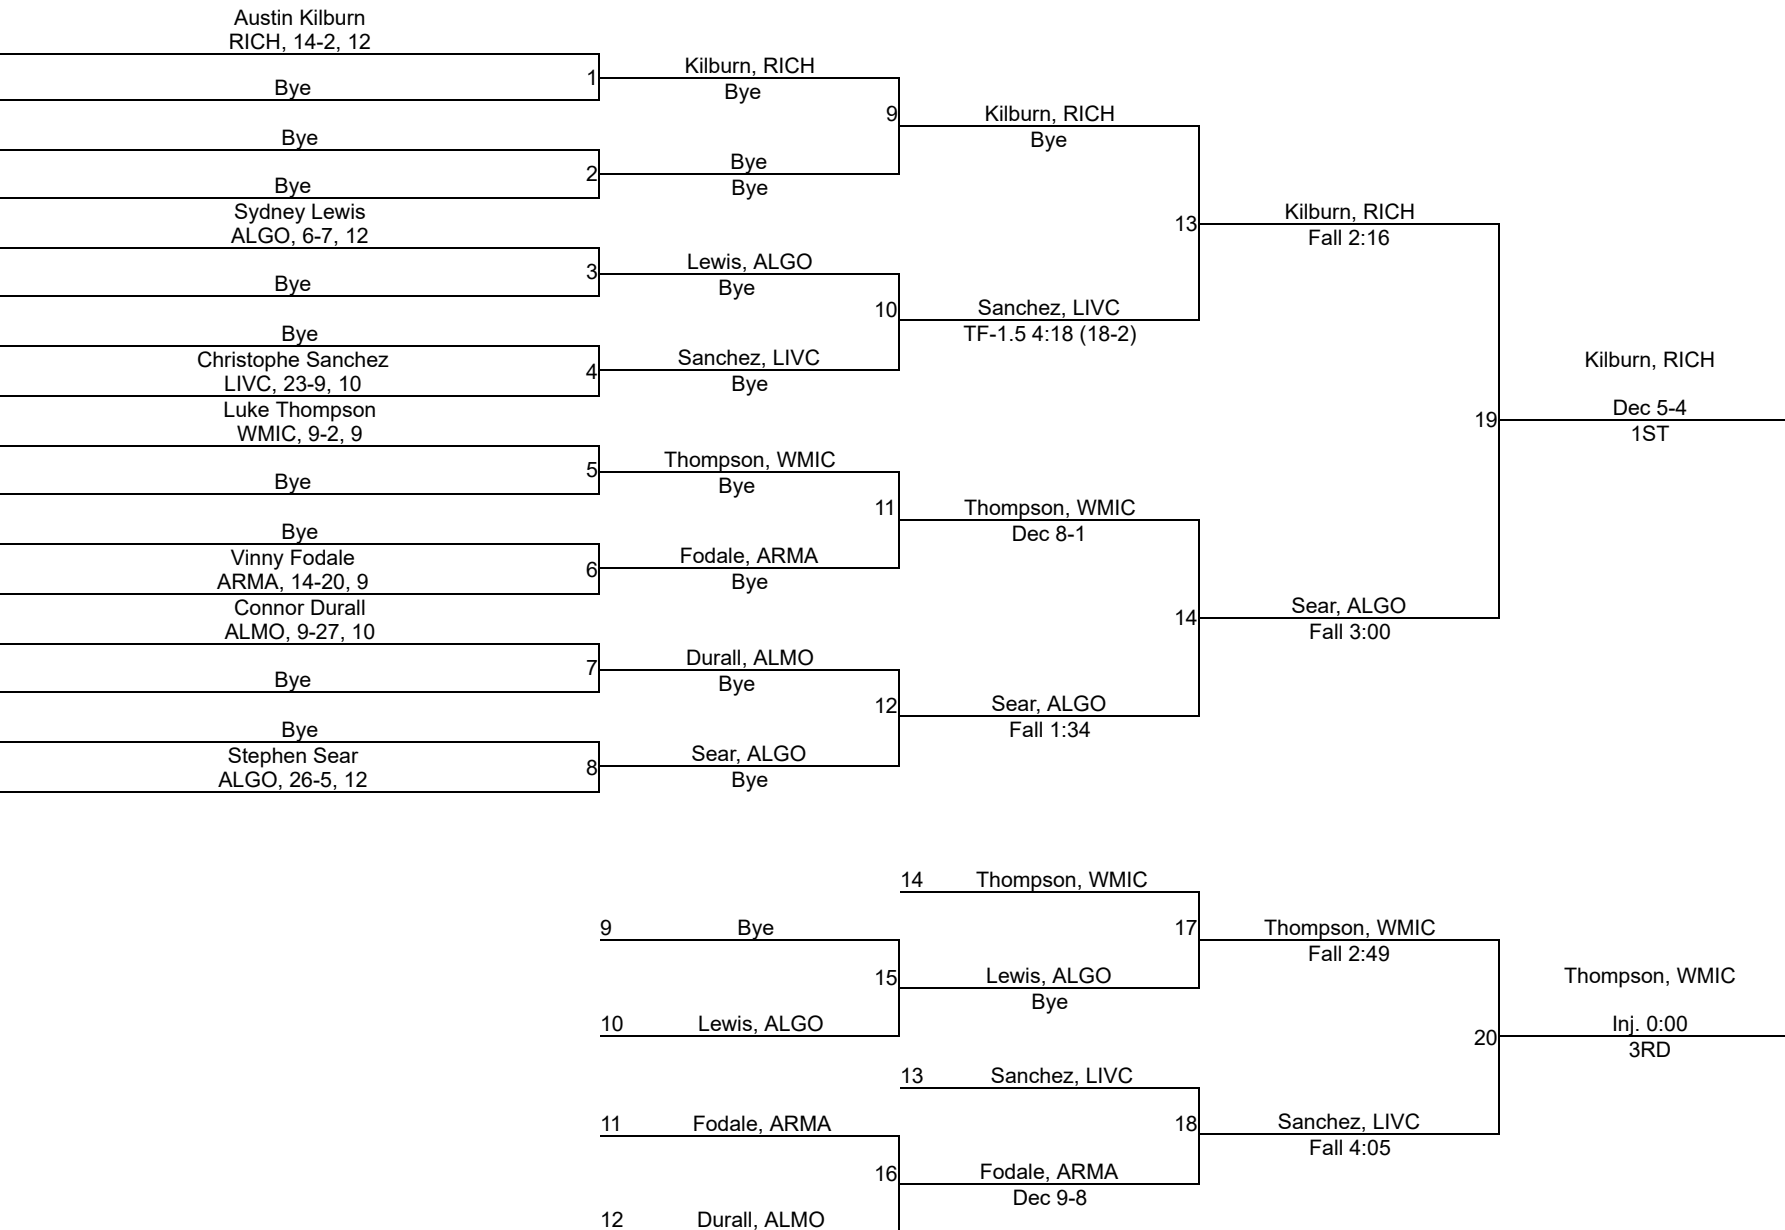 Austin Kilburn
RICH, 14-2, 12
Bye
1
Bye
2
Bye
Sydney Lewis
ALGO, 6-7, 12
3
Bye
Bye
Christophe Sanchez
4
LIVC, 23-9, 10
Luke Thompson
WMIC, 9-2, 9
5
Bye
Bye
Vinny Fodale
6
ARMA, 14-20, 9
Connor Durall
ALMO, 9-27, 10
7
Bye
Bye
Stephen Sear
8
ALGO, 26-5, 12
Kilburn, RICH
Bye
9
Bye
Bye
Lewis, ALGO
Bye
10
Sanchez, LIVC
Bye
Thompson, WMIC
Bye
11
Fodale, ARMA
Bye
Durall, ALMO
Bye
12
Sear, ALGO
Bye
Kilburn, RICH
Bye
13
Sanchez, LIVC
TF-1.5 4:18 (18-2)
Thompson, WMIC
Dec 8-1
14
Sear, ALGO
Fall 1:34
Kilburn, RICH
Fall 2:16
19
Sear, ALGO
Fall 3:00
Kilburn, RICH
Dec 5-4
1ST
14 Thompson, WMIC
9 Bye
17
15
Lewis, ALGO
Bye
10 Lewis, ALGO
13 Sanchez, LIVC
11 Fodale, ARMA
18
16
Fodale, ARMA
Dec 9-8
12 Durall, ALMO
Thompson, WMIC
Fall 2:49
20
Sanchez, LIVC
Fall 4:05
Thompson, WMIC
Inj. 0:00
3RD